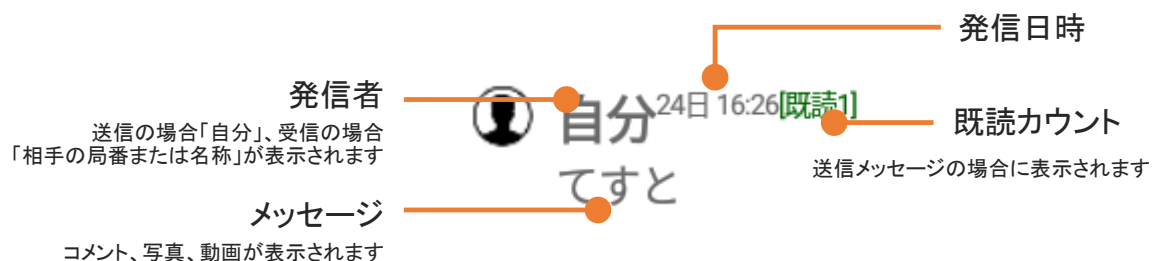 発信日時
発信者
送信の場合「自分」、受信の場合
「相手の局番または名称」が表示されます
自分24日 16:26[既読1]
既読カウント
送信メッセージの場合に表示されます
てすと
メッセージ
コメント、写真、動画が表示されます